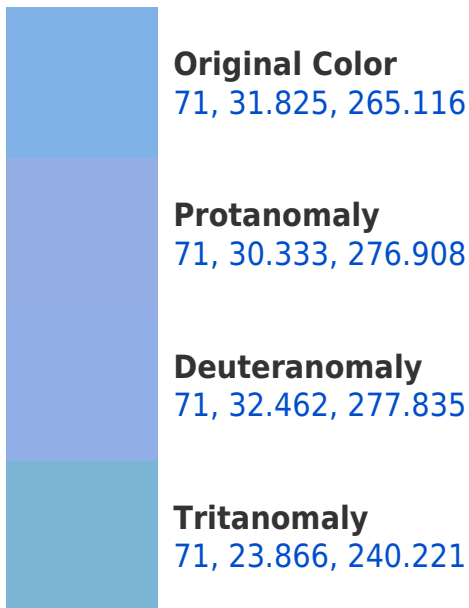 Original Color
71, 31.825, 265.116
Protanomaly
71, 30.333, 276.908
Deuteranomaly
71, 32.462, 277.835
Tritanomaly
71, 23.866, 240.221